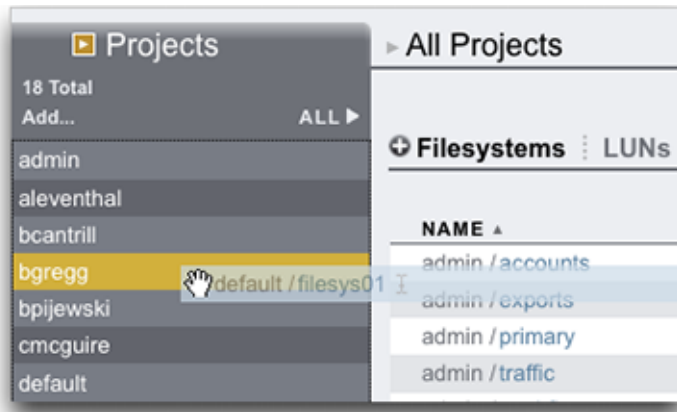 Projects
18 Total
Add...
ALL
admin
aleventhal
bcantrill
bgregg
bpijewski
cmcguire
default
All Projects
Filesystems
LUNs
NAME
admin / accounts
default / filesys01
admin / exports
admin / primary
admin / traffic